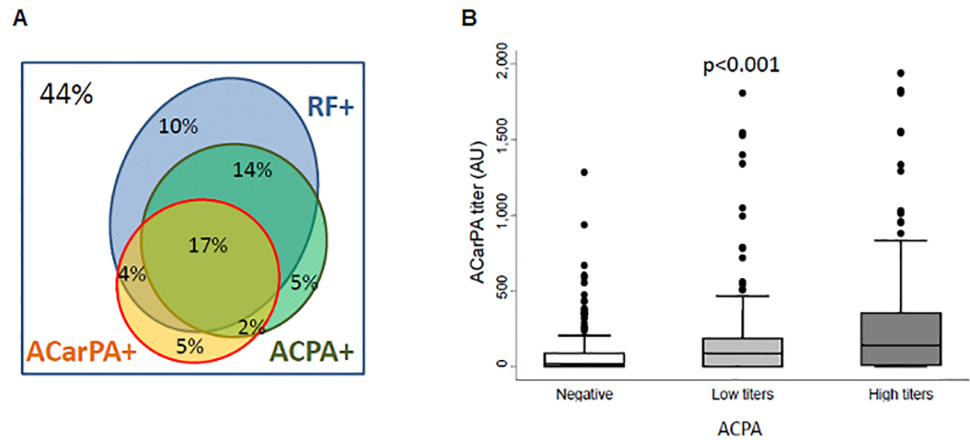 A
44%
RF+
10%
14%
17%
4%
5%
2%
5%
ACarPA+
ACPA+
B
p<0.001
ACarPA titer (AU)
2,000
1,500
1,000
500
0
Negative
Low titers
High titers
ACPA